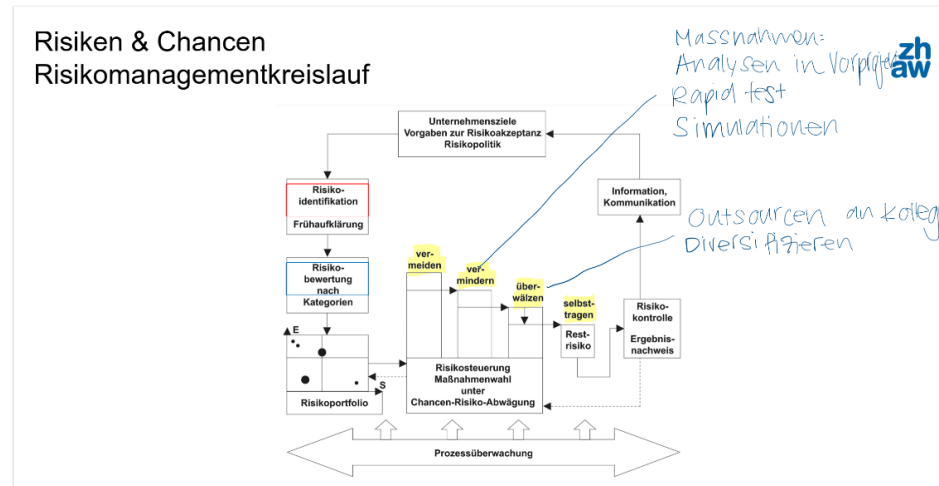 Risiken & Chancen
Risikomanagementkreislauf
zh
aw
Massnahmen:
Analysen in Vorprojekt
Rapid test
Simulationen
Unternehmensziele
Vorgaben zur Risikoakzeptanz
Risikopolitik
Risiko-
identifikation
Frühaufklärung
Information,
Kommunikation
Outsourcen an Kolleg
Diversifizieren
Risiko-
bewertung
nach
Kategorien
ver-
meiden
ver-
mindern
über-
wälzen
selbst-
tragen
Rest-
risiko
Risiko-
kontrolle
Ergebnis-
nachweis
E
S
Risikoportfolio
Risikosteuerung
Maßnahmenwahl
unter
Chancen-Risiko-Abwägung
Prozessüberwachung